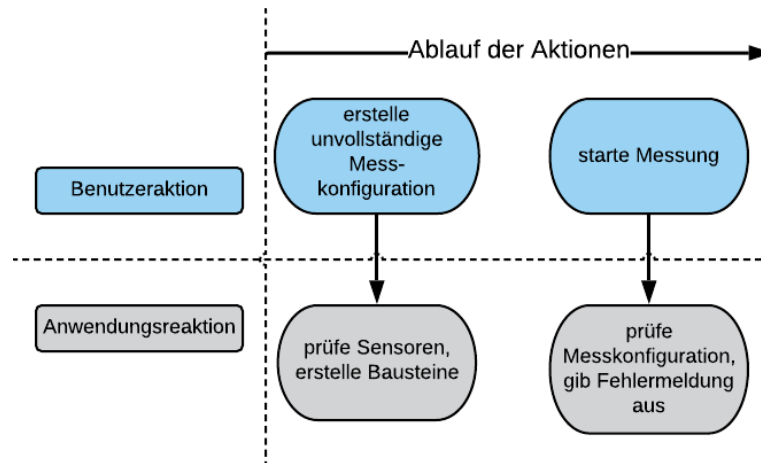 Ablauf der Aktionen
Benutzeraktion
erstelle
unvollständige
Mess-
konfiguration
starte Messung
Anwendungsreaktion
prüfe Sensoren,
erstelle Bausteine
prüfe
Messkonfiguration,
gib Fehlermeldung
aus